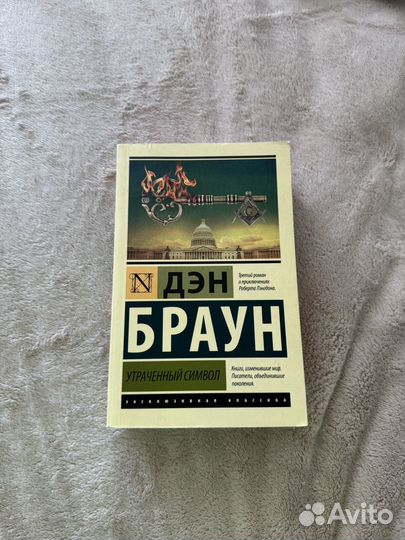 N
ДЭН
Третий роман
о приключениях
Роберта Лэнгдона.
БРАУН
УТРАЧЕННЫЙ СИМВОЛ
Книги, изменившие мир.
Писатели, объединившие
поколения.
ЭКСКЛЮЗИВНАЯ КЛАССИКА
Avito